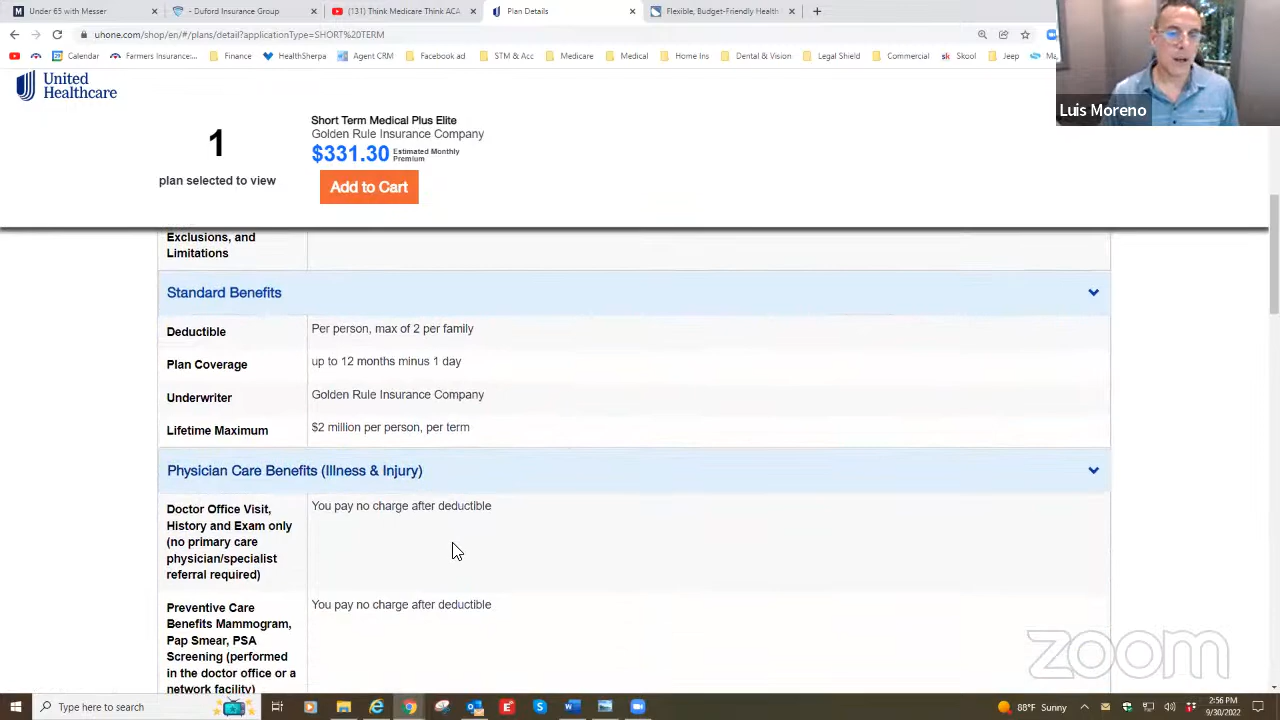 Under 65 with Messer
- Duford Insurance Group
(131) Think Medicare Think ACA
Plan Details
Flexible, Budget-Friendly Health
uhone.com/shop/en/#/plans/detail?applicationType=SHORT%20TERM
Calendar
Farmers Insurance:...
Finance
HealthSherpa
Agent CRM
Facebook ad
STM & Acc
Medicare
Medical
Home Ins
Dental & Vision
Legal Shield
Commercial
Skool
Jeep
Ma
Luis Moreno
United
Healthcare
1
plan selected to view
Short Term Medical Plus Elite
Golden Rule Insurance Company
$331.30 Estimated Monthly
Premium
Add to Cart
Exclusions, and
Limitations
Standard Benefits
Deductible
Per person, max of 2 per family
Plan Coverage
up to 12 months minus 1 day
Underwriter
Golden Rule Insurance Company
Lifetime Maximum
$2 million per person, per term
Physician Care Benefits (Illness & Injury)
Doctor Office Visit,
History and Exam only
(no primary care
physician/specialist
referral required)
You pay no charge after deductible
Preventive Care
Benefits Mammogram,
Pap Smear, PSA
Screening (performed
in the doctor office or a
network facility)
You pay no charge after deductible
zoom
Type here to search
88°F Sunny
2:56 PM
9/30/2022